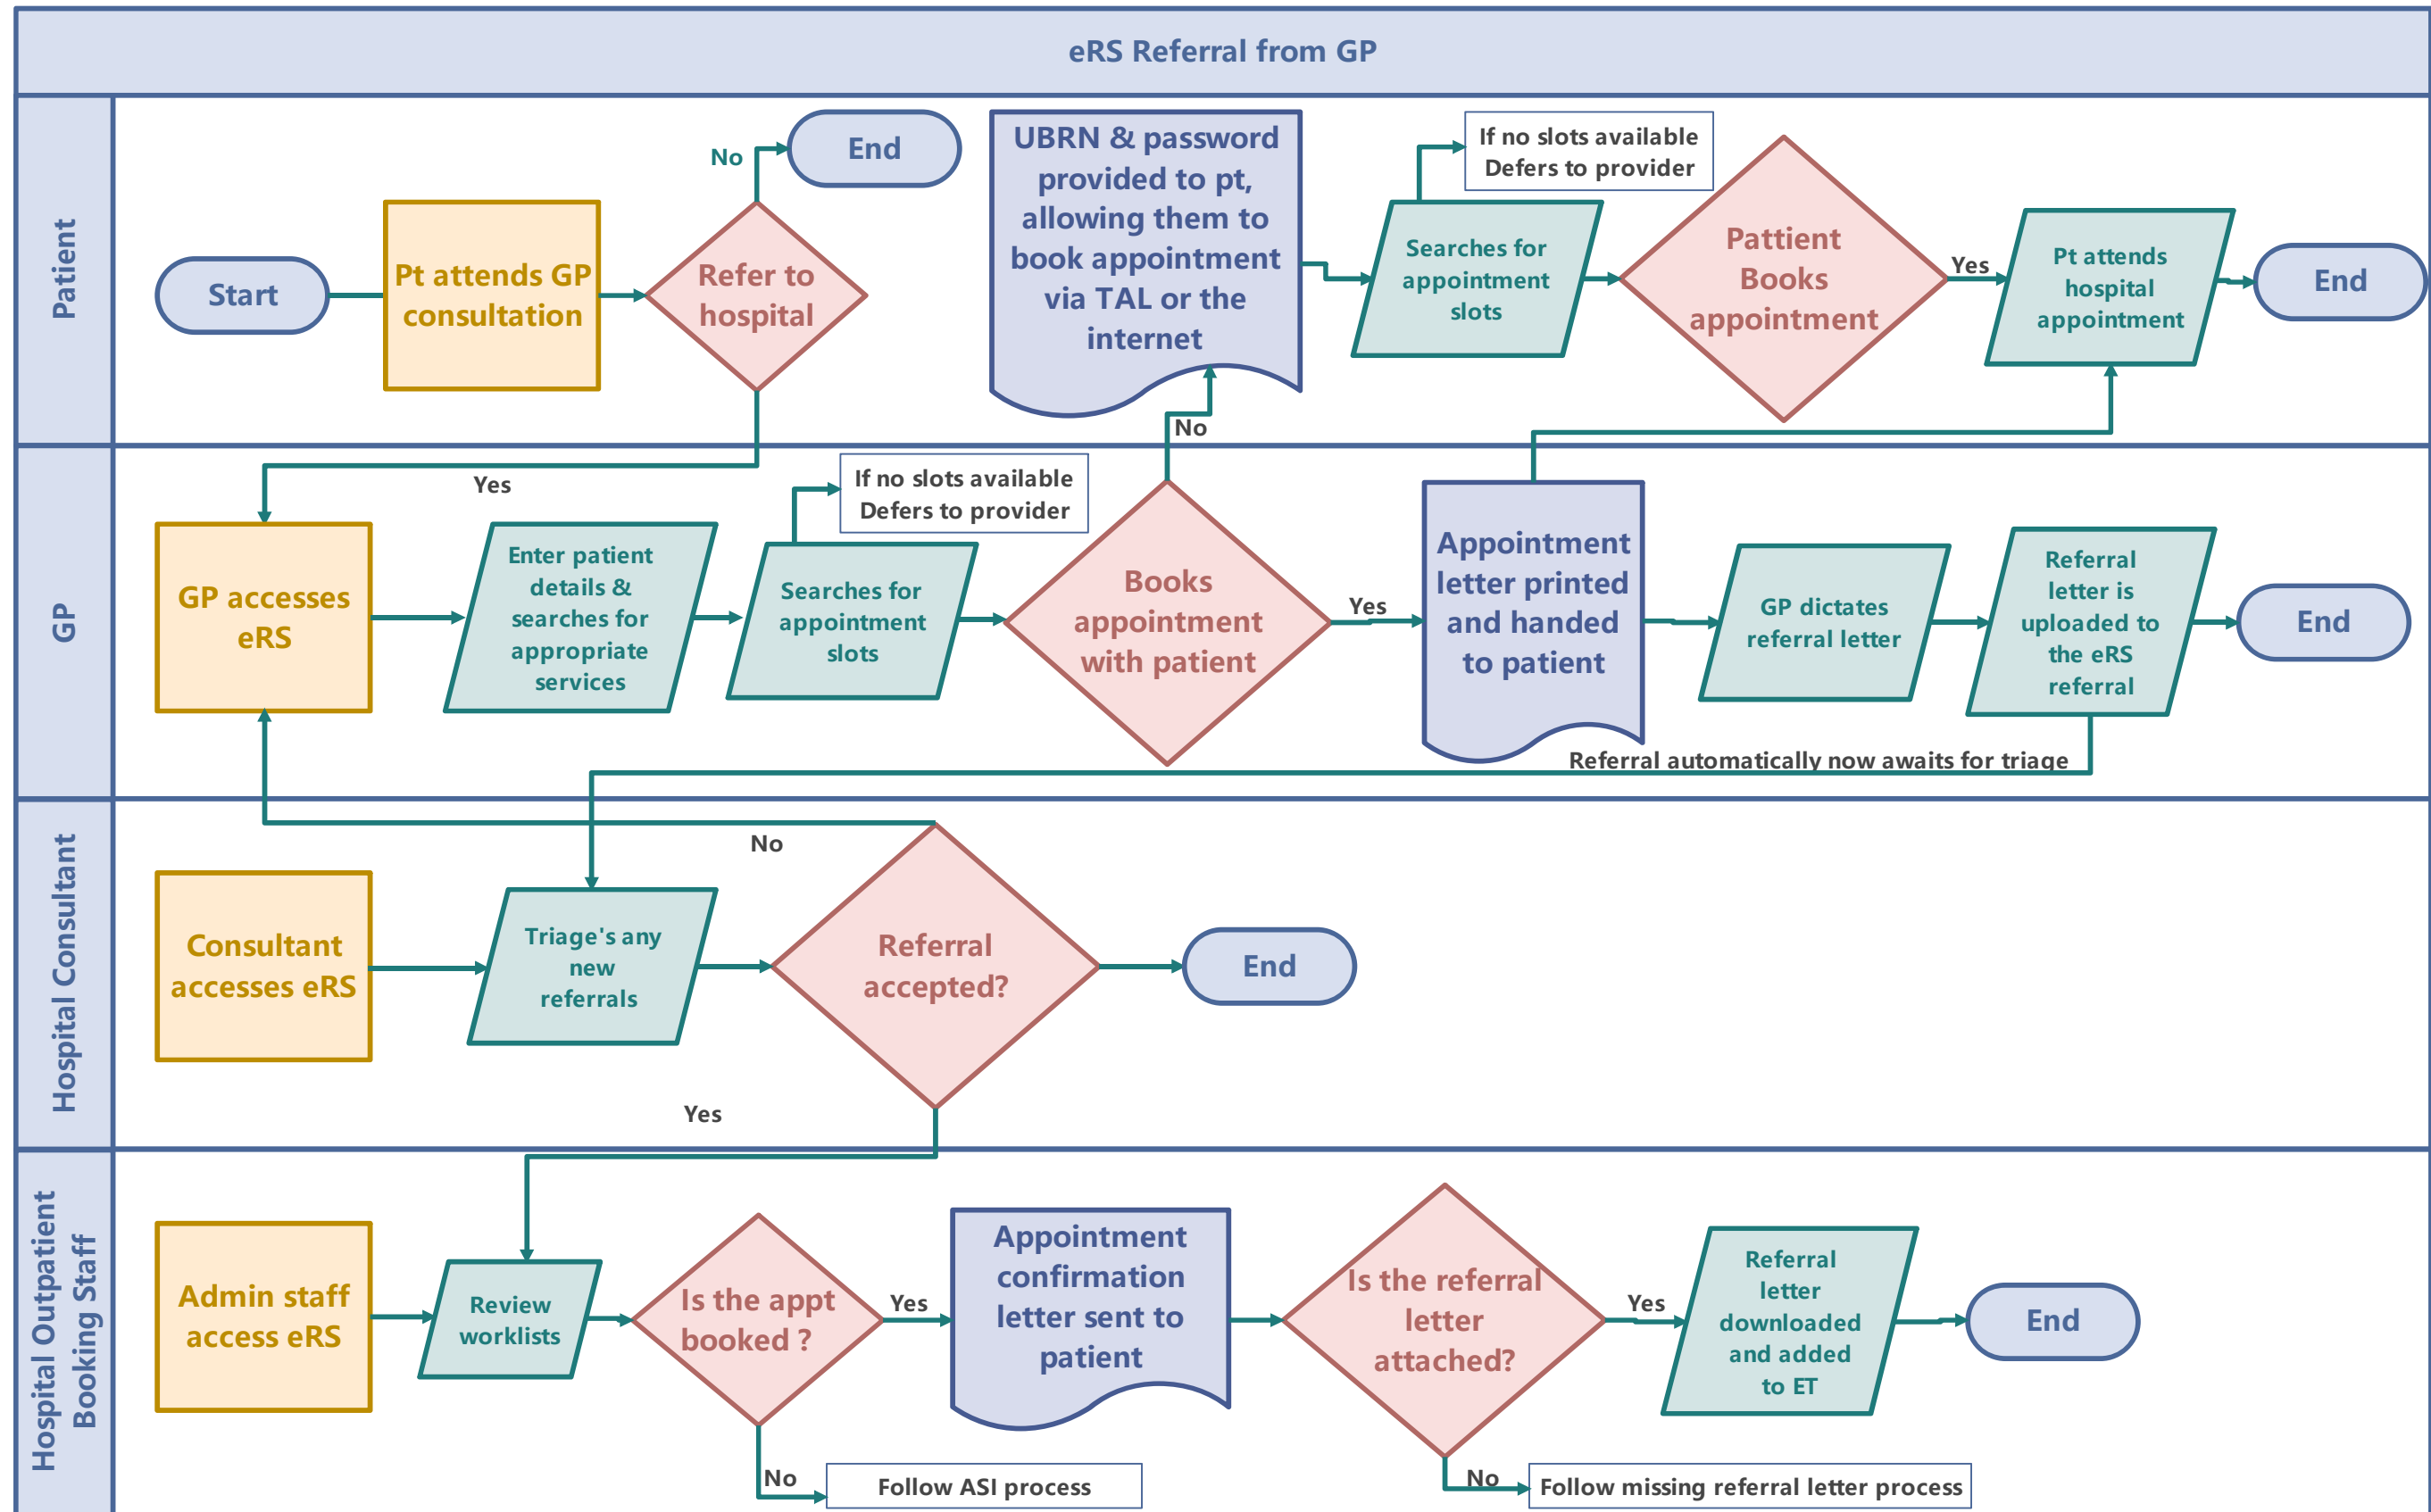 eRS Referral from GP
Patient
Start
Pt attends GP
consultation
Refer to
hospital
No
End
UBRN & password
provided to pt,
allowing them to
book appointment
via TAL or the
internet
Searches for
appointment
slots
If no slots available
Defers to provider
Pattient
Books
appointment
Yes
Pt attends
hospital
appointment
End
GP
Yes
GP accesses
eRS
Enter patient
details &
searches for
appropriate
services
Searches for
appointment
slots
If no slots available
Defers to provider
Books
appointment
with patient
No
Yes
Appointment
letter printed
and handed
to patient
GP dictates
referral letter
Referral
letter is
uploaded to
the eRS
referral
End
Referral automatically now awaits for triage
Hospital Consultant
Consultant
accesses eRS
Triage's any
new
referrals
No
Referral
accepted?
End
Yes
Hospital Outpatient
Booking Staff
Admin staff
access eRS
Review
worklists
Is the appt
booked ?
Yes
No
Follow ASI process
Appointment
confirmation
letter sent to
patient
Is the referral
letter
attached?
Yes
No
Follow missing referral letter process
Referral
letter
downloaded
and added
to ET
End